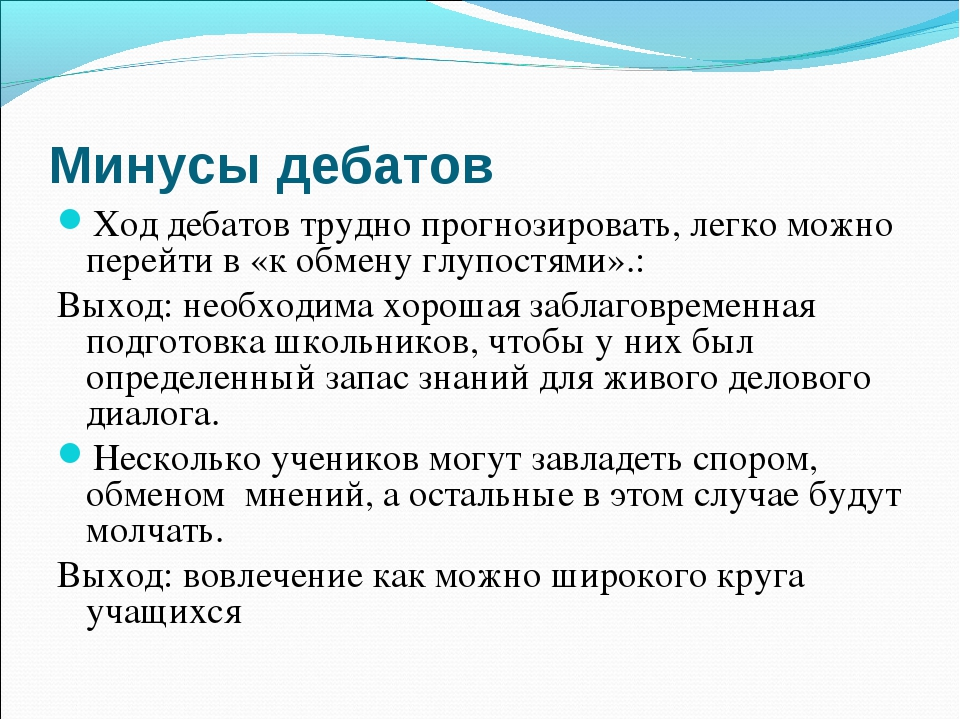 Минусы дебатов
Ход дебатов трудно прогнозировать, легко можно
перейти в «к обмену глупостями».:
Выход: необходима хорошая заблаговременная
подготовка школьников, чтобы у них был
определенный запас знаний для живого делового
диалога.
Несколько учеников могут завладеть спором,
обменом  мнений, а остальные в этом случае будут
молчать.
Выход: вовлечение как можно широкого круга
учащихся